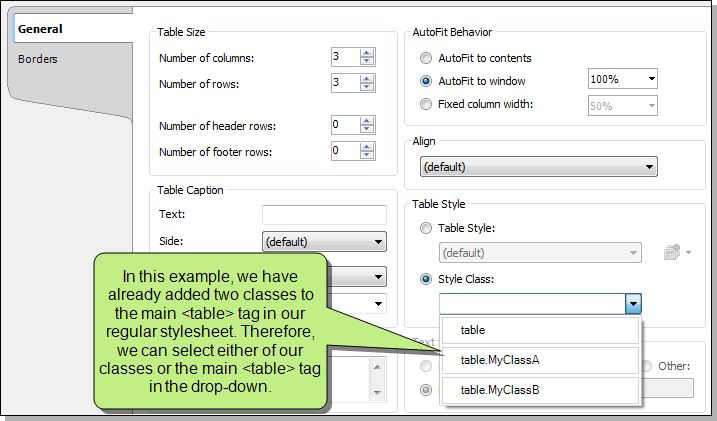 General
Borders
Table Size
Number of columns: 3
Number of rows: 3
Number of header rows: 0
Number of footer rows: 0
Table Caption
Text:
Side: (default)
In this example, we have
already added two classes to
the main <table> tag in our
regular stylesheet. Therefore,
we can select either of our
classes or the main <table> tag
in the drop-down.
AutoFit Behavior
AutoFit to contents
AutoFit to window 100%
Fixed column width: 50%
Align
(default)
Table Style
Table Style:
(default)
Style Class:
table
table.MyClassA
table.MyClassB
Text
Other: